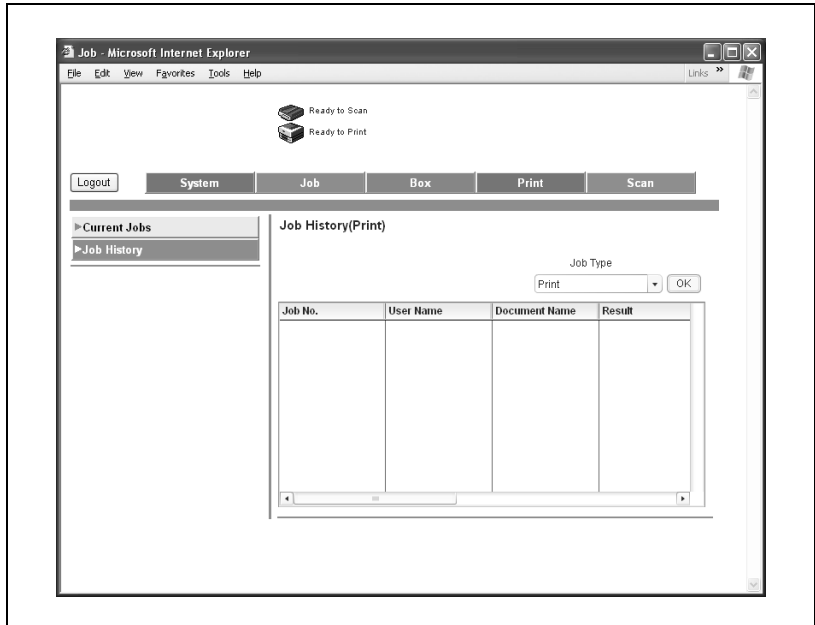 Job - Microsoft Internet Explorer
File Edit View Favorites Tools Help Links »
Ready to Scan
Ready to Print
Logout System Job Box Print Scan
▶Current Jobs
▶Job History
Job History(Print)
Job Type
Print OK
Job No. User Name Document Name Result